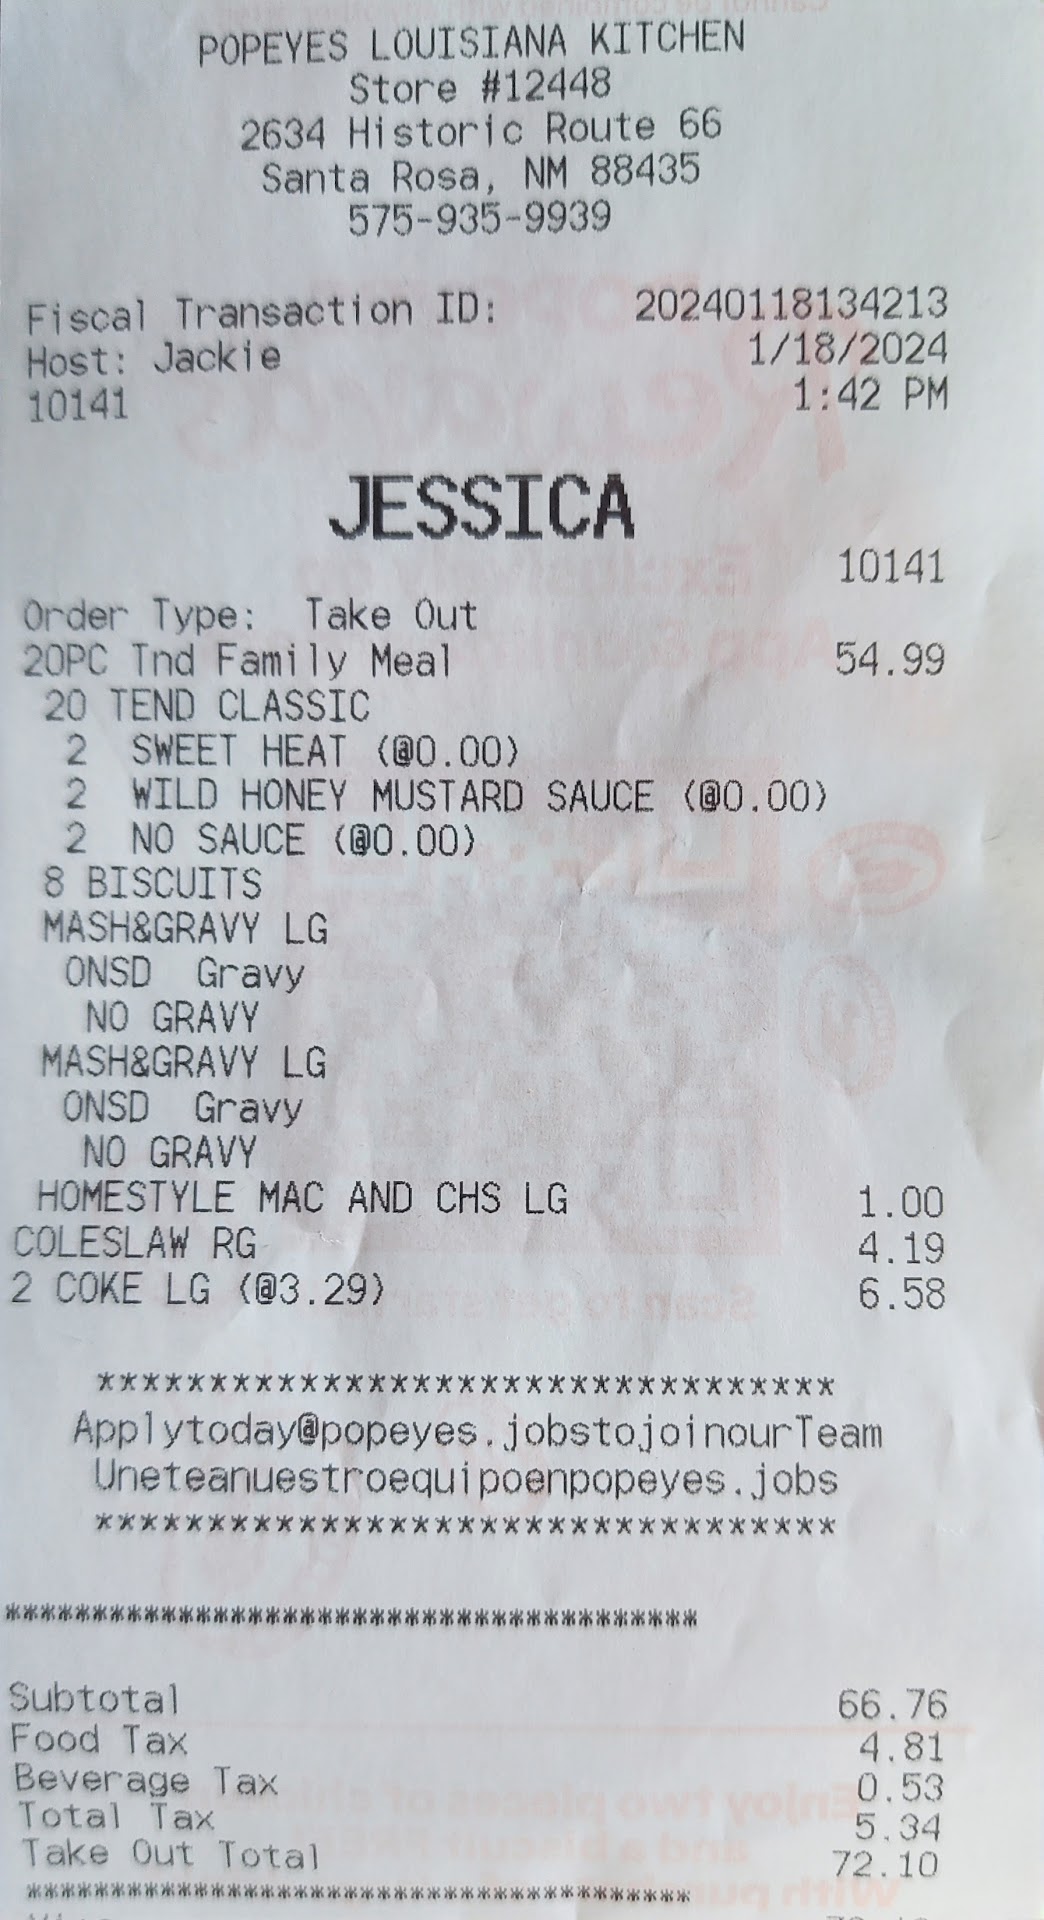 POPEYES LOUISIANA KITCHEN
Store #12448
2634 Historic Route 66
Santa Rosa, NM 88435
575-935-9939
Fiscal Transaction ID: 20240118134213
Host: Jackie 1/18/2024
10141 1:42 PM
JESSICA
10141
Order Type: Take Out
20PC Tnd Family Meal 54.99
20 TEND CLASSIC
2 SWEET HEAT (@0.00)
2 WILD HONEY MUSTARD SAUCE (@0.00)
2 NO SAUCE (@0.00)
8 BISCUITS
MASH&GRAVY LG
ONSD Gravy
NO GRAVY
MASH&GRAVY LG
ONSD Gravy
NO GRAVY
HOMESTYLE MAC AND CHS LG 1.00
COLESLAW RG 4.19
2 COKE LG (@3.29) 6.58
*********************************
Applytoday@popeyes.jobstojoinourTeam
Uneteanuestroequipoenpopeyes.jobs
*********************************
****************************************
Subtotal 66.76
Food Tax 4.81
Beverage Tax 0.53
Total Tax 5.34
Take Out Total 72.10
****************************************